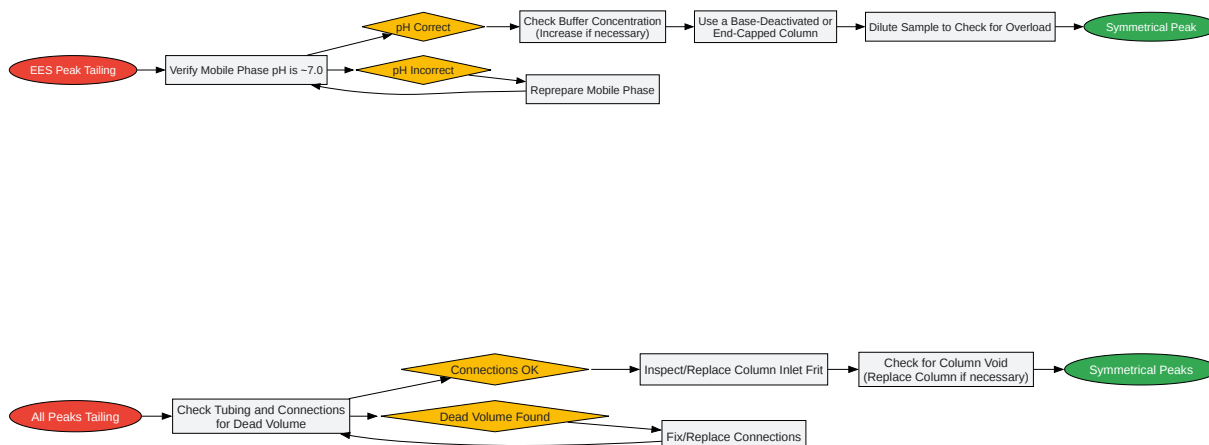 pH Correct
Check Buffer Concentration
(Increase if necessary)
Use a Base-Deactivated or
End-Capped Column
Dilute Sample to Check for Overload
Symmetrical Peak
EES Peak Tailing
Verify Mobile Phase pH is ~7.0
pH Incorrect
Reprepare Mobile Phase
Connections OK
Inspect/Replace Column Inlet Frit
Check for Column Void
(Replace Column if necessary)
Symmetrical Peaks
All Peaks Tailing
Check Tubing and Connections
for Dead Volume
Dead Volume Found
Fix/Replace Connections